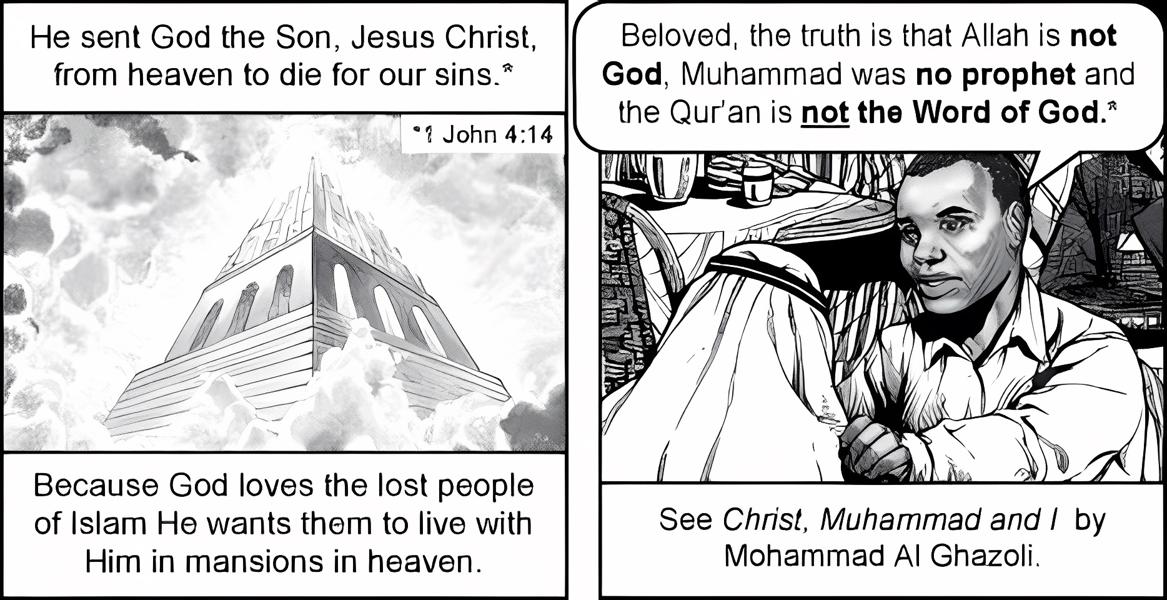 He sent God the Son, Jesus Christ,
from heaven to die for our sins.*
*1 John 4:14
Because God loves the lost people
of Islam He wants them to live with
Him in mansions in heaven.
Beloved, the truth is that Allah is not
God, Muhammad was no prophet and
the Qur'an is not the Word of God.*
See Christ, Muhammad and I by
Mohammad Al Ghazoli.